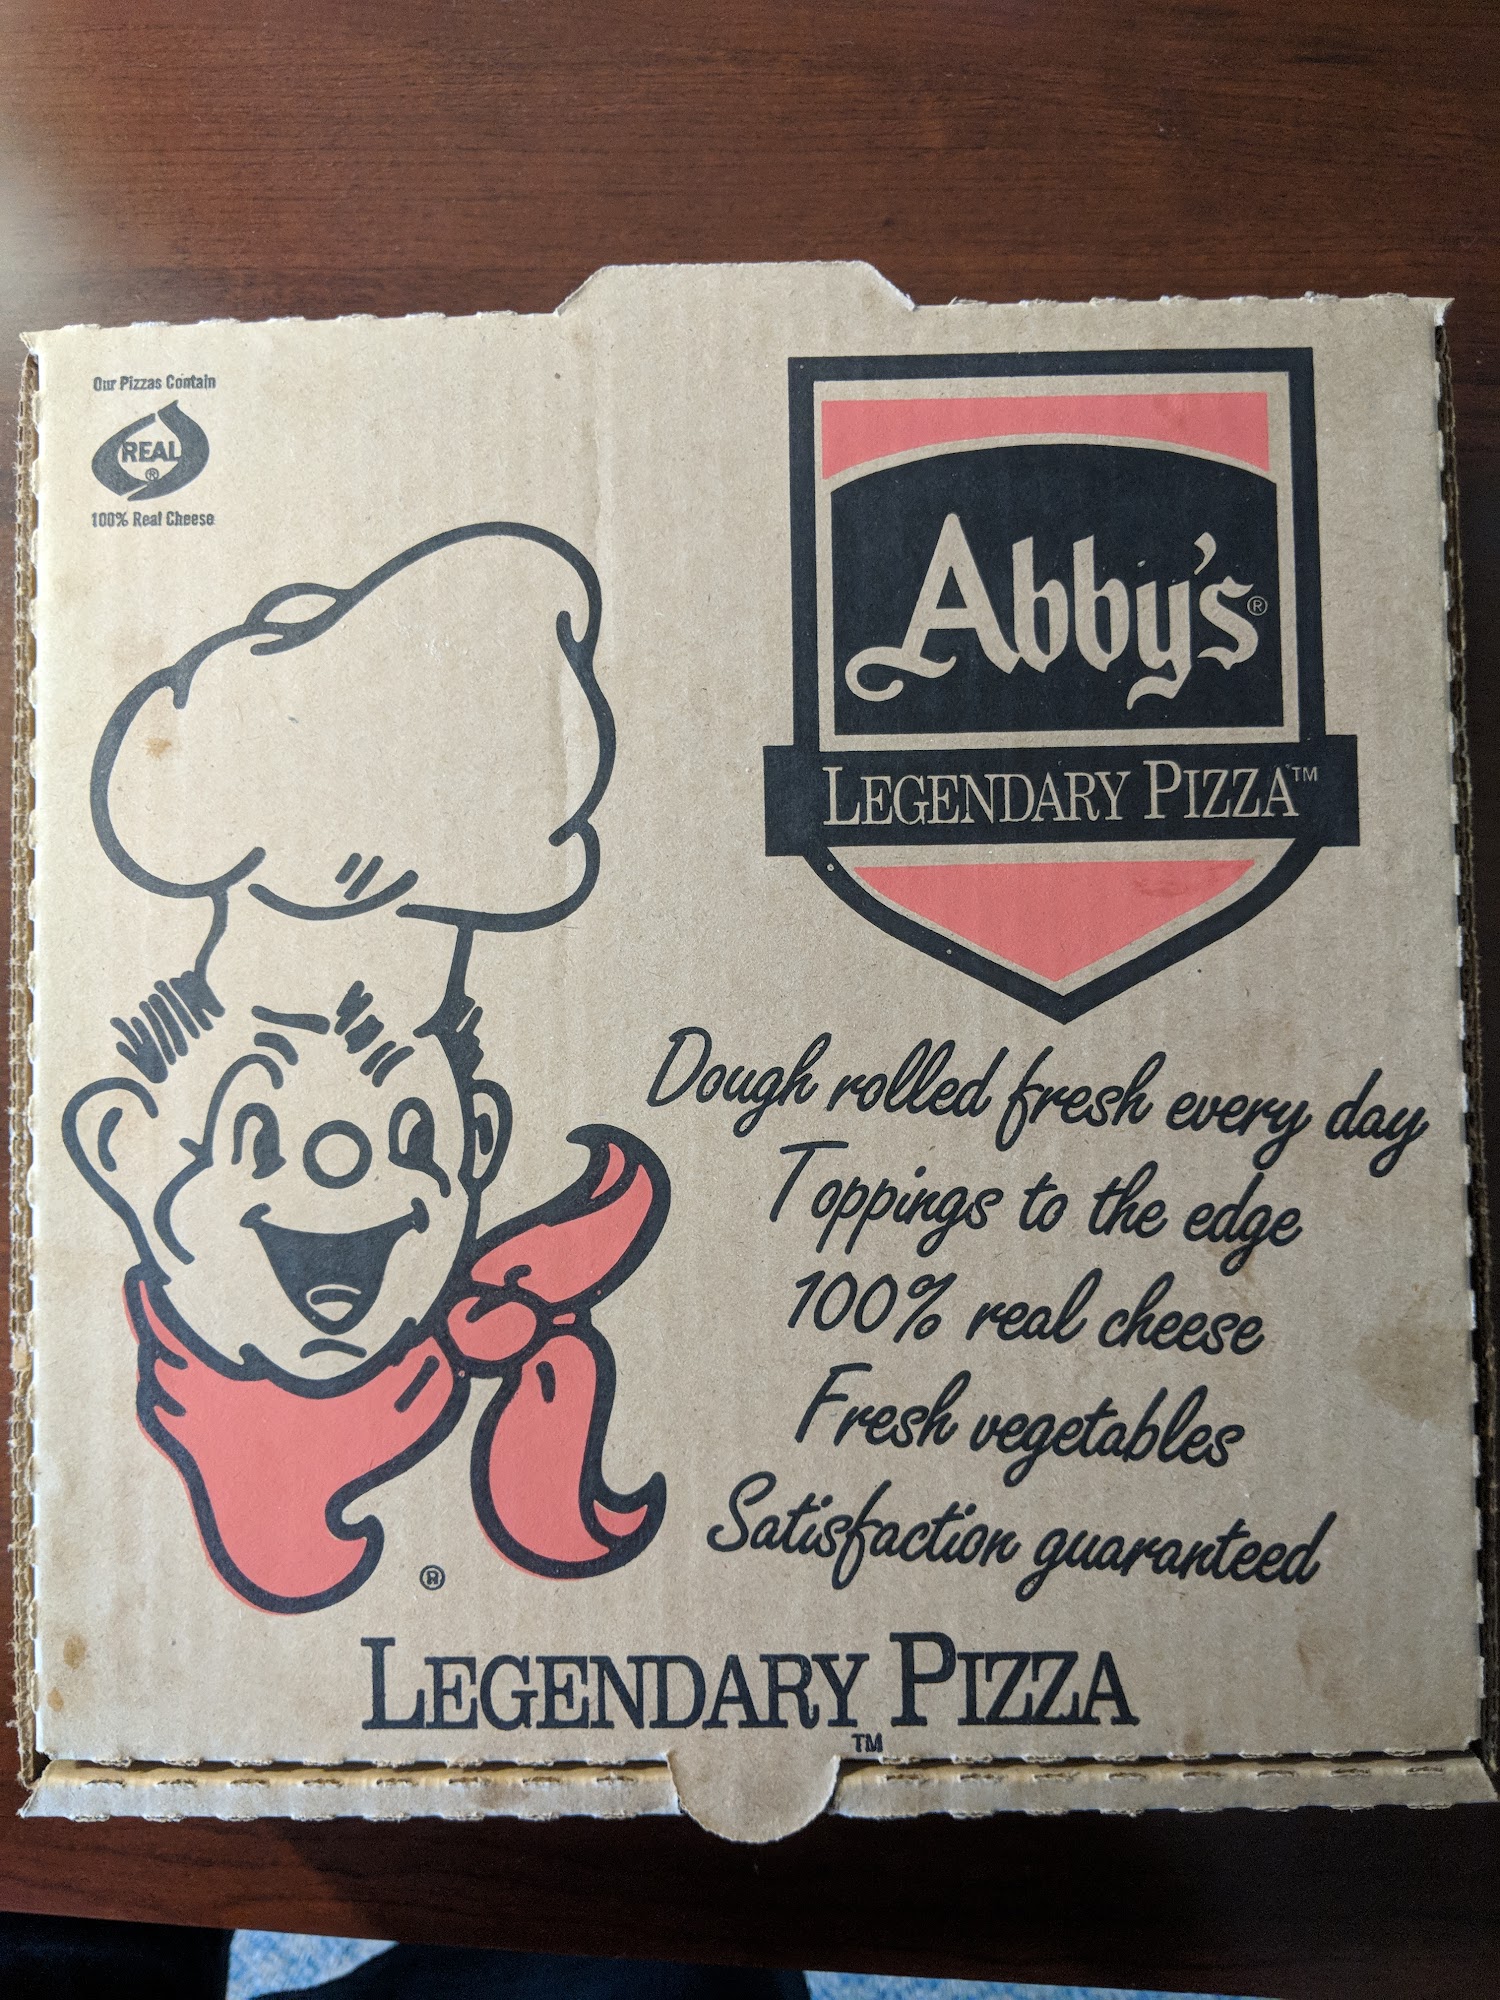 Our Pizzas Contain
REAL
®
100% Real Cheese
Abby's®
LEGENDARY PIZZA™
Dough rolled fresh every day
Toppings to the edge
100% real cheese
Fresh vegetables
Satisfaction guaranteed
®
LEGENDARY PIZZA
TM